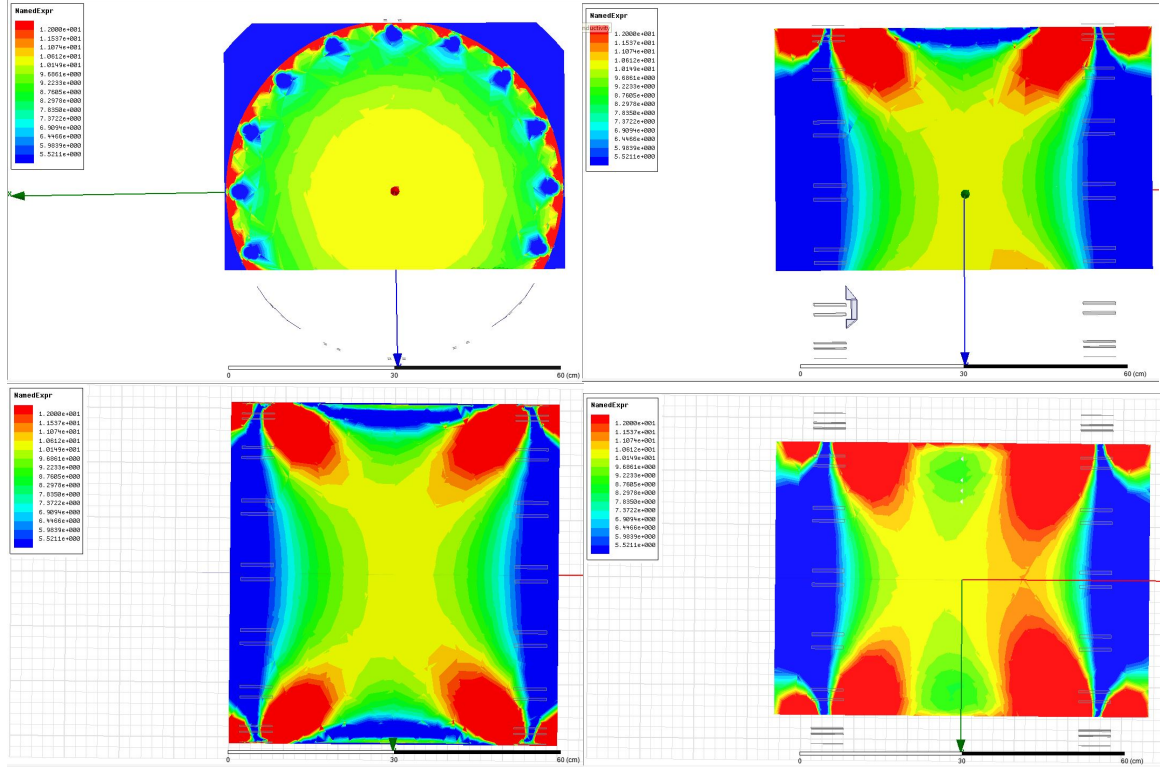 NamedExpr
1.2000e+001
1.1537e+001
1.1074e+001
1.0612e+001
1.0149e+001
9.6861e+000
9.2233e+000
8.7605e+000
8.2978e+000
7.8350e+000
7.3722e+000
6.9094e+000
6.4466e+000
5.9839e+000
5.5211e+000
0
30
60 (cm)
NamedExpr
1.2000e+001
1.1537e+001
1.1074e+001
1.0612e+001
1.0149e+001
9.6861e+000
9.2233e+000
8.7605e+000
8.2978e+000
7.8350e+000
7.3722e+000
6.9094e+000
6.4466e+000
5.9839e+000
5.5211e+000
0
30
60 (cm)
NamedExpr
1.2000e+001
1.1537e+001
1.1074e+001
1.0612e+001
1.0149e+001
9.6861e+000
9.2233e+000
8.7605e+000
8.2978e+000
7.8350e+000
7.3722e+000
6.9094e+000
6.4466e+000
5.9839e+000
5.5211e+000
0
30
60 (cm)
NamedExpr
1.2000e+001
1.1537e+001
1.1074e+001
1.0612e+001
1.0149e+001
9.6861e+000
9.2233e+000
8.7605e+000
8.2978e+000
7.8350e+000
7.3722e+000
6.9094e+000
6.4466e+000
5.9839e+000
5.5211e+000
0
30
60 (cm)